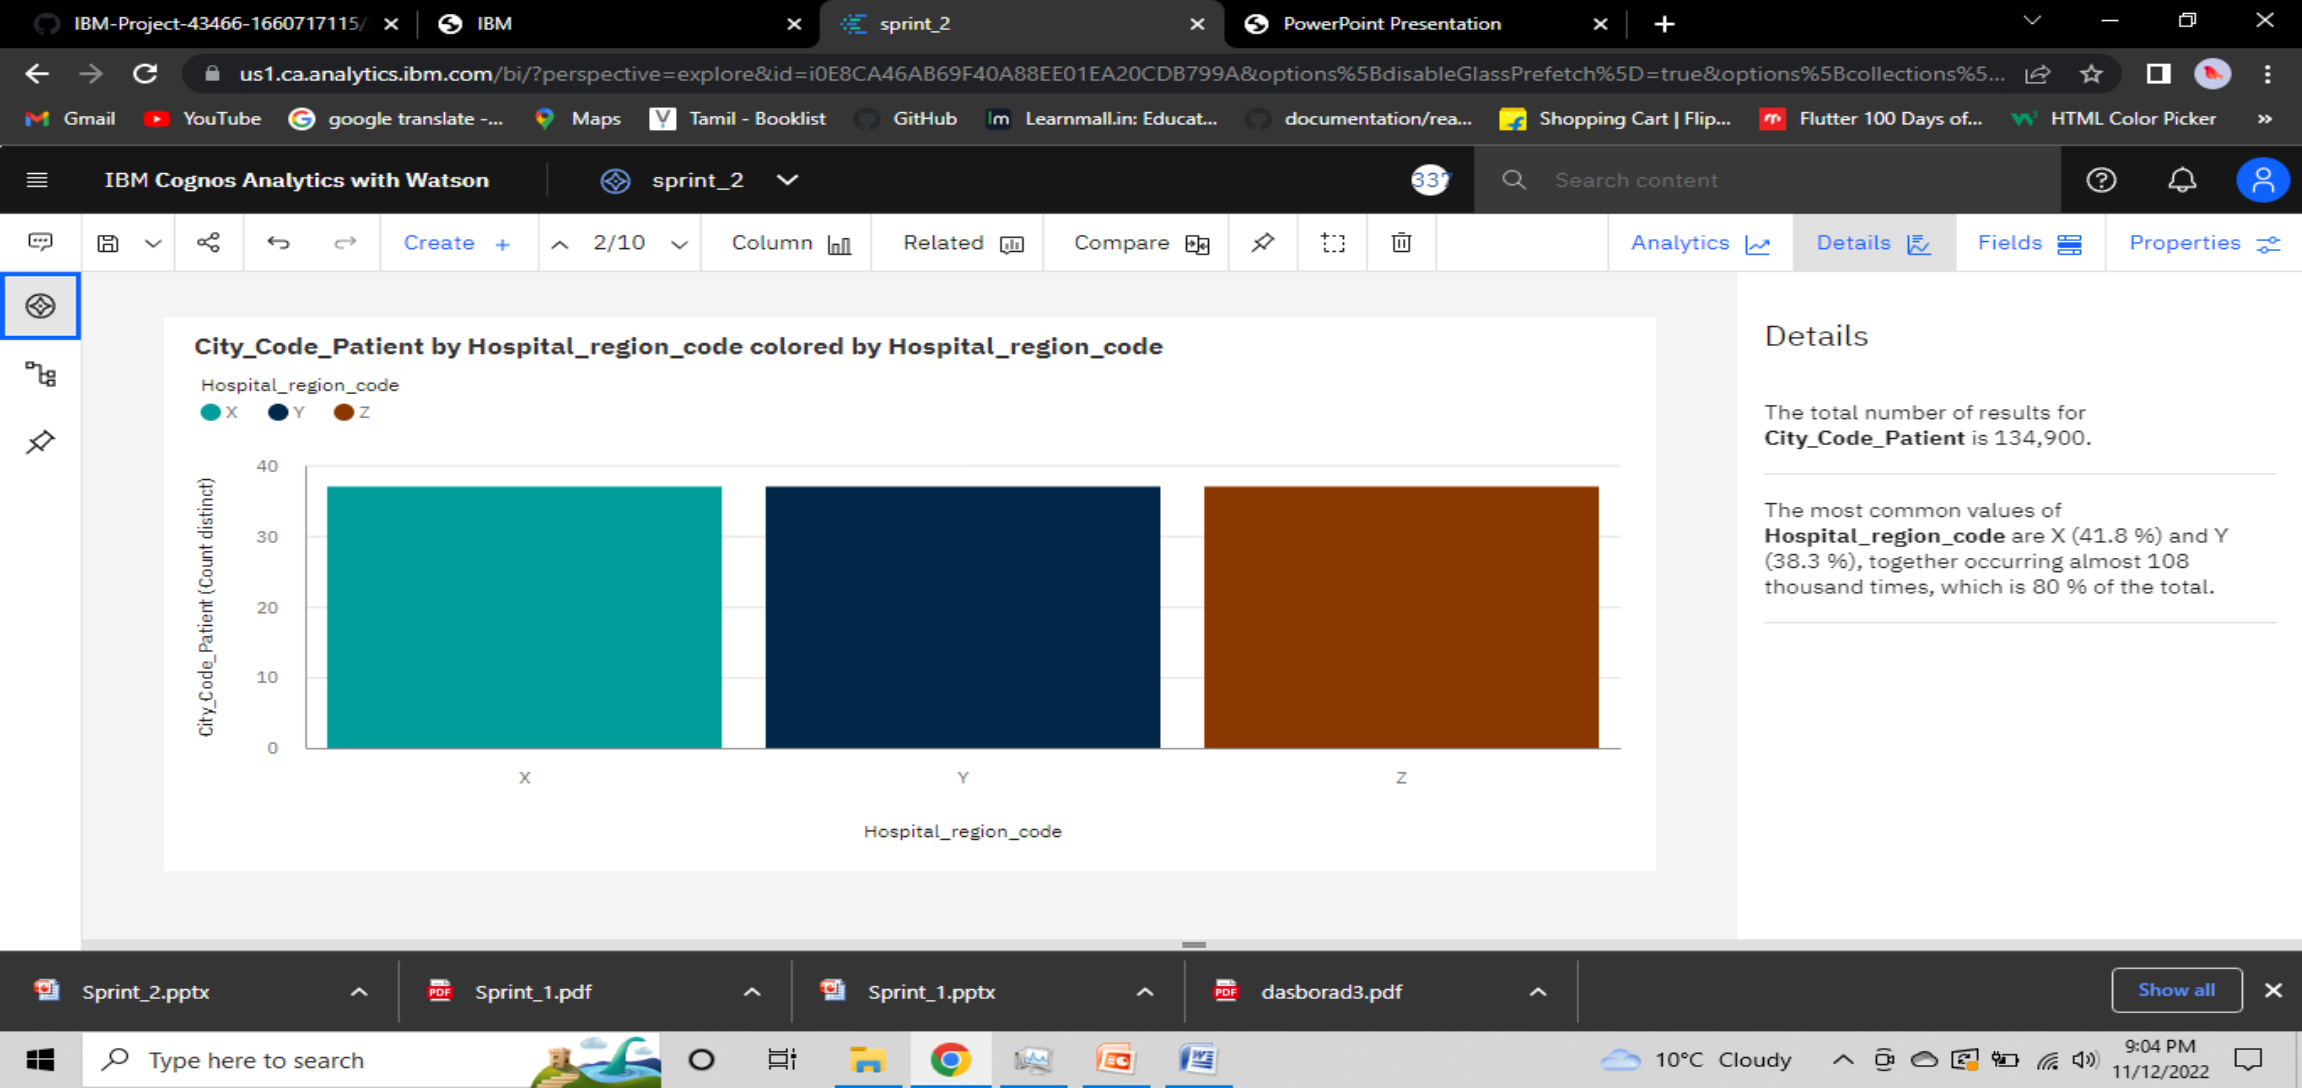 IBM-Project-43466-1660717115/
IBM
sprint_2
PowerPoint Presentation
us1.ca.analytics.ibm.com/bi/?perspective=explore&id=i0E8CA46AB69F40A88EE01EA20CDB799A&options%5BdisableGlassPrefetch%5D=true&options%5Bcollections%5...
Gmail
YouTube
google translate -...
Maps
Tamil - Booklist
GitHub
Learnmall.in: Educat...
documentation/rea...
Shopping Cart | Flip...
Flutter 100 Days of...
HTML Color Picker
IBM Cognos Analytics with Watson
sprint_2
Search content
Create +
2/10
Column
Related
Compare
Analytics
Details
Fields
Properties
City_Code_Patient by Hospital_region_code colored by Hospital_region_code
Hospital_region_code
X Y Z
City_Code_Patient (Count distinct)
40
30
20
10
0
X Y Z
Hospital_region_code
Details
The total number of results for
City_Code_Patient is 134,900.
The most common values of
Hospital_region_code are X (41.8 %) and Y
(38.3 %), together occurring almost 108
thousand times, which is 80 % of the total.
Sprint_2.pptx
Sprint_1.pdf
Sprint_1.pptx
dasborad3.pdf
Show all
Type here to search
10°C Cloudy
9:04 PM
11/12/2022